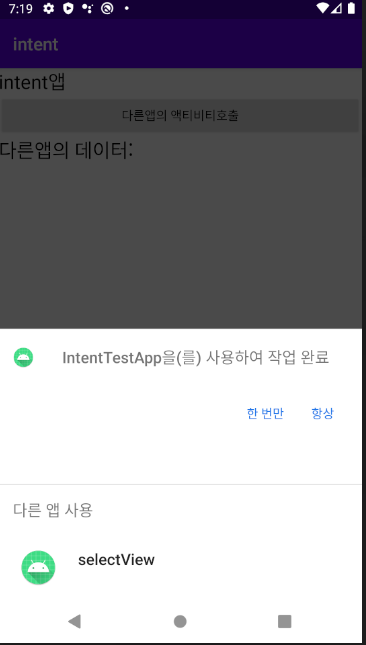 7:19
intent
intent앱
다른앱의 액티비티호출
다른앱의 데이터:
IntentTestApp을(를) 사용하여 작업 완료
한 번만 항상
다른 앱 사용
selectView